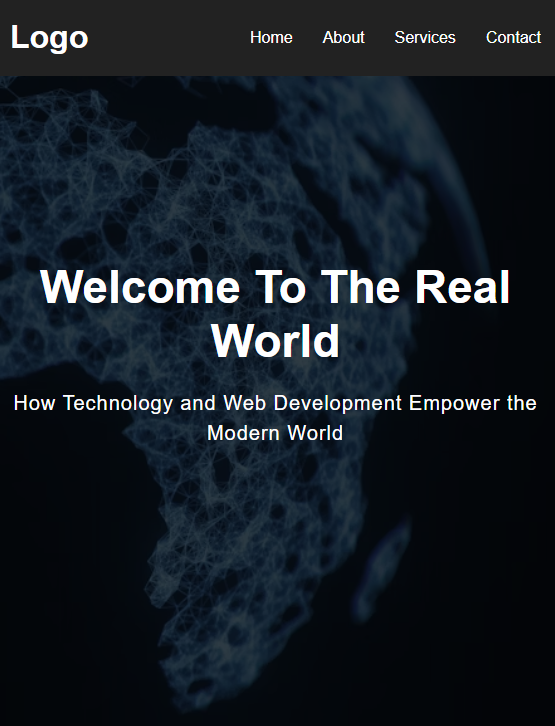 Logo
Home About Services Contact
Welcome To The Real
World
How Technology and Web Development Empower the
Modern World